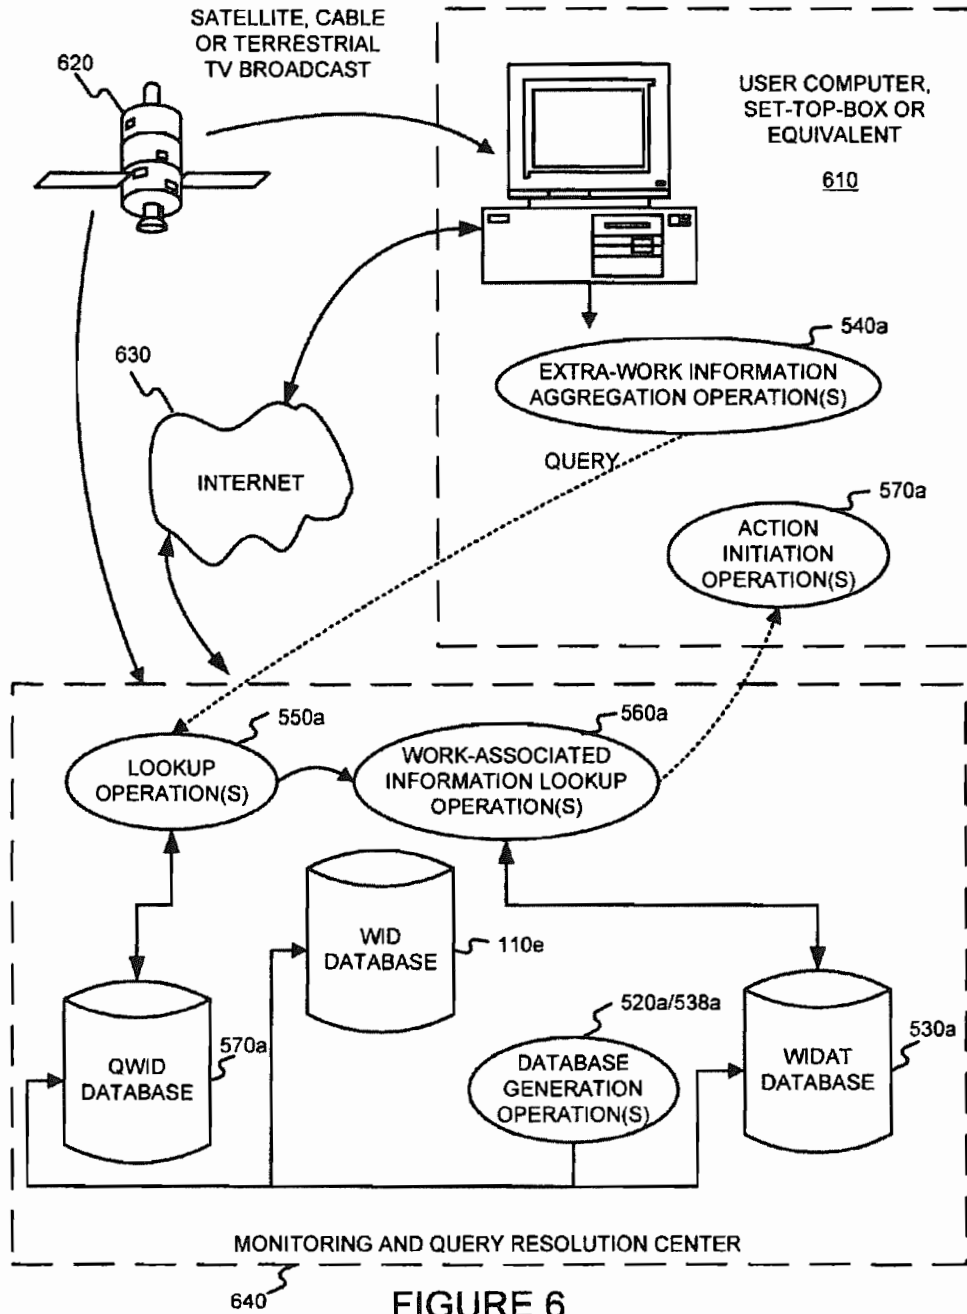 SATELLITE, CABLE
OR TERRESTRIAL
TV BROADCAST
620
USER COMPUTER,
SET-TOP-BOX OR
EQUIVALENT
610
540a
EXTRA-WORK INFORMATION
AGGREGATION OPERATION(S)
630
INTERNET
QUERY
570a
ACTION
INITIATION
OPERATION(S)
550a
LOOKUP
OPERATION(S)
560a
WORK-ASSOCIATED
INFORMATION LOOKUP
OPERATION(S)
WID
DATABASE
110e
QWID
DATABASE
570a
520a/538a
DATABASE
GENERATION
OPERATION(S)
WIDAT
DATABASE
530a
MONITORING AND QUERY RESOLUTION CENTER
640
FIGURE 6